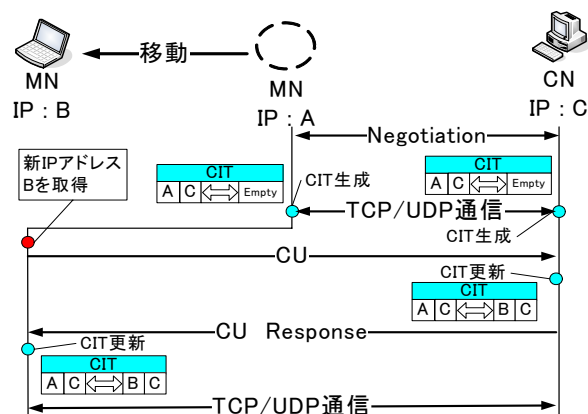 移動
MN
IP : B
MN
IP : A
CN
IP : C
Negotiation
新IPアドレス
Bを取得
CIT
A C Empty
CIT生成
CIT
A C Empty
TCP/UDP通信
CIT生成
CU
CIT更新
CIT
A C B C
CU Response
CIT更新
CIT
A C B C
TCP/UDP通信